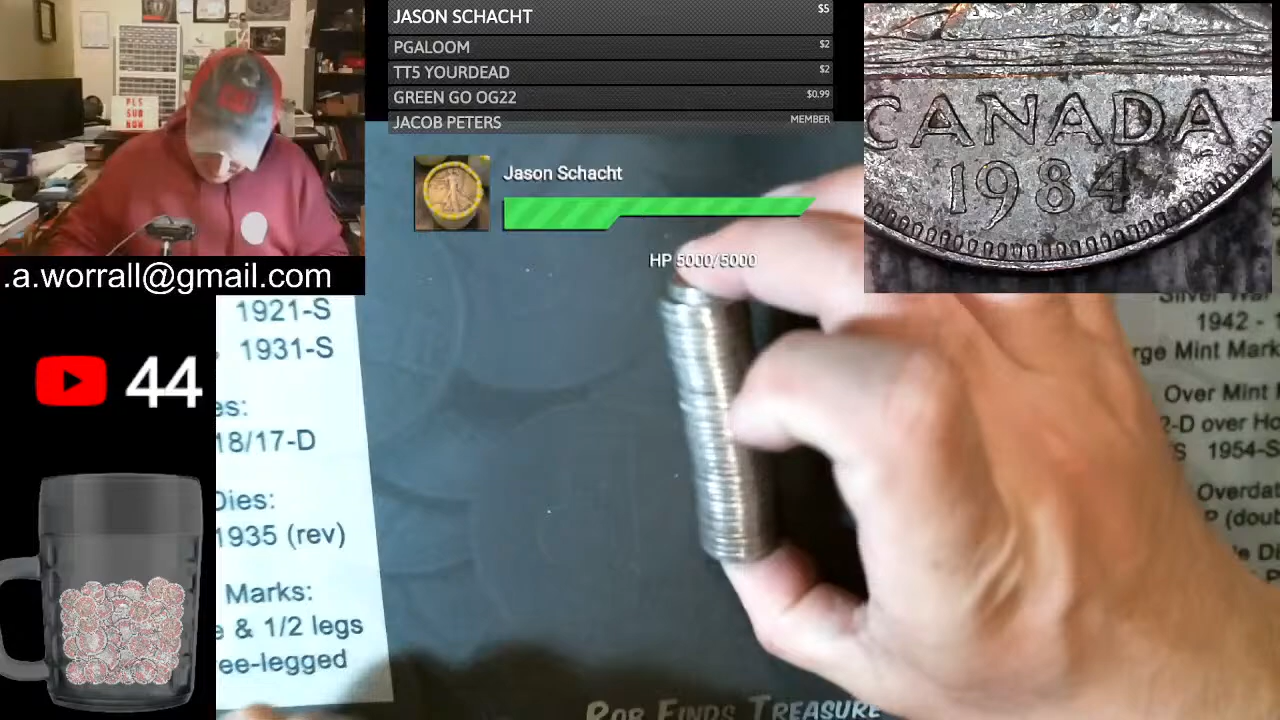 JASON SCHACHT $5
PGALOOM $2
TT5 YOURDEAD $2
GREEN GO OG22 $0.99
JACOB PETERS MEMBER
Jason Schacht
HP 5000/5000
PLS
SUB
NOW
.a.worrall@gmail.com
44
1921-S
1931-S
es:
18/17-D
Dies:
1935 (rev)
Marks:
e & 1/2 legs
ee-legged
CANADA
1984
Silver War
1942 -
rge Mint Mark
Over Mint
2-D over Ho
S 1954-S
Overdat
P (doub
e Di
ROB FINDS TREASURE